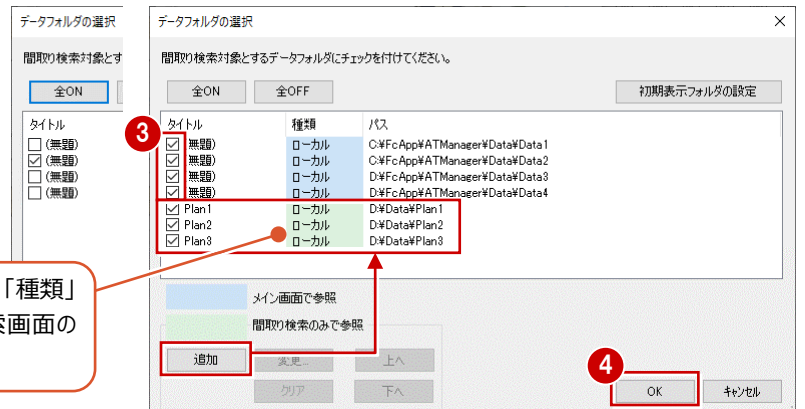 データフォルダの選択
間取り検索対象とす
全ON
タイトル
(無題)
(無題)
(無題)
(無題)
「種類」
索画面の
データフォルダの選択
間取り検索対象とするデータフォルダにチェックを付けてください。
全ON 全OFF 初期表示フォルダの設定
3
タイトル 種類 パス
無題) ローカル C:¥FcApp¥ATManager¥Data¥Data1
無題) ローカル C:¥FcApp¥ATManager¥Data¥Data2
無題) ローカル D:¥FcApp¥ATManager¥Data¥Data3
無題) ローカル D:¥FcApp¥ATManager¥Data¥Data4
Plan1 ローカル D:¥Data¥Plan1
Plan2 ローカル D:¥Data¥Plan2
Plan3 ローカル D:¥Data¥Plan3
メイン画面で参照
間取り検索のみで参照
追加 変更... 上へ
クリア 下へ
4
OK キャンセル